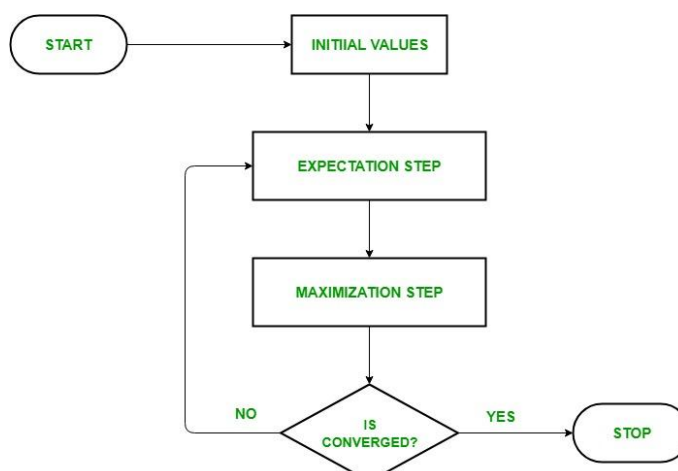 START
INITIIAL VALUES
EXPECTATION STEP
MAXIMIZATION STEP
NO
IS
CONVERGED?
YES
STOP